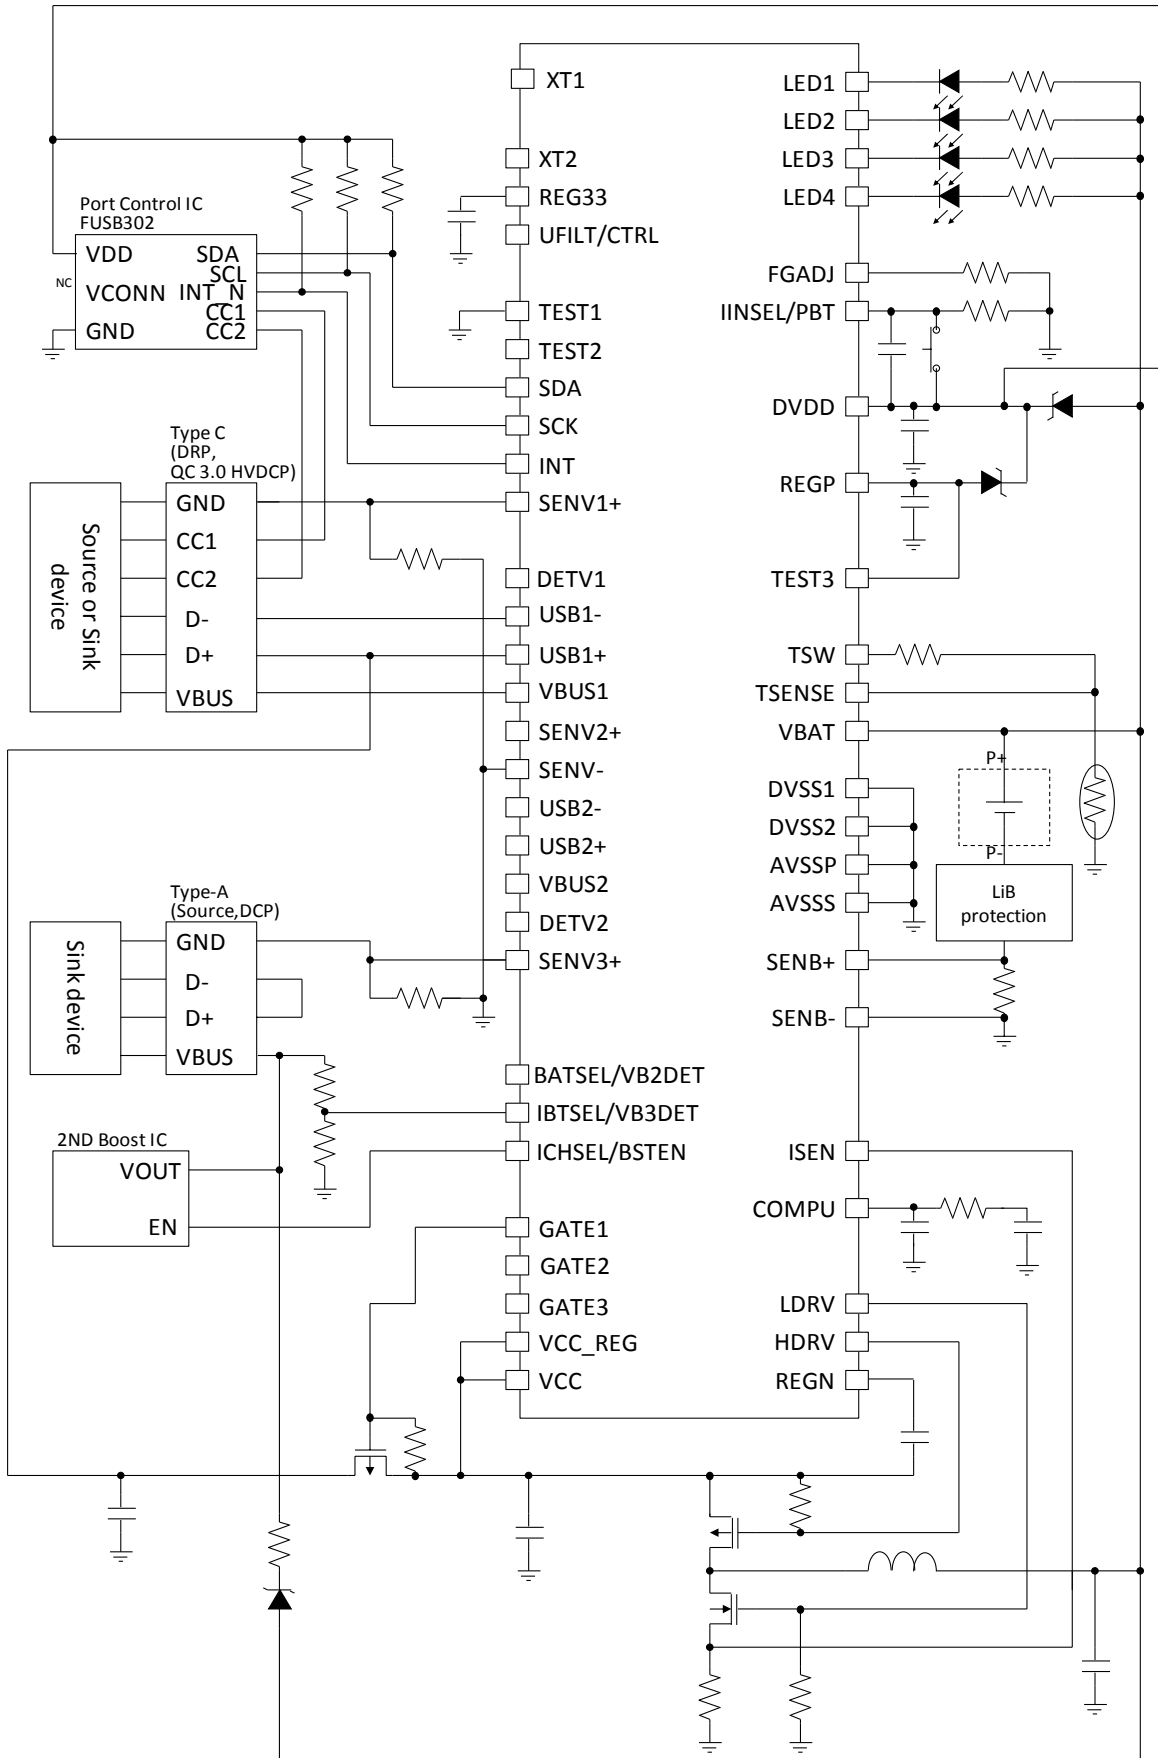 XT1
XT2
REG33
UFILT/CTRL
TEST1
TEST2
SDA
SCK
INT
SENV1+
DETV1
USB1-
USB1+
VBUS1
SENV2+
SENV-
USB2-
USB2+
VBUS2
DETV2
SENV3+
BATSEL/VB2DET
IBTSEL/VB3DET
ICHSEL/BSTEN
GATE1
GATE2
GATE3
VCC_REG
VCC
LED1
LED2
LED3
LED4
FGADJ
IINSEL/PBT
DVDD
REGP
TEST3
TSW
TSENSE
VBAT
DVSS1
DVSS2
AVSSP
AVSSS
SENB+
SENB-
ISEN
COMPU
LDRV
HDRV
REGN
P+
P-
LiB
protection
Port Control IC
FUSB302
VDD
NC
VCONN
GND
SDA
SCL
INT_N
CC1
CC2
Type C
(DRP,
QC 3.0 HVDCP)
GND
CC1
CC2
D-
D+
VBUS
Source or Sink
device
Type-A
(Source,DCP)
GND
D-
D+
VBUS
Sink device
2ND Boost IC
VOUT
EN